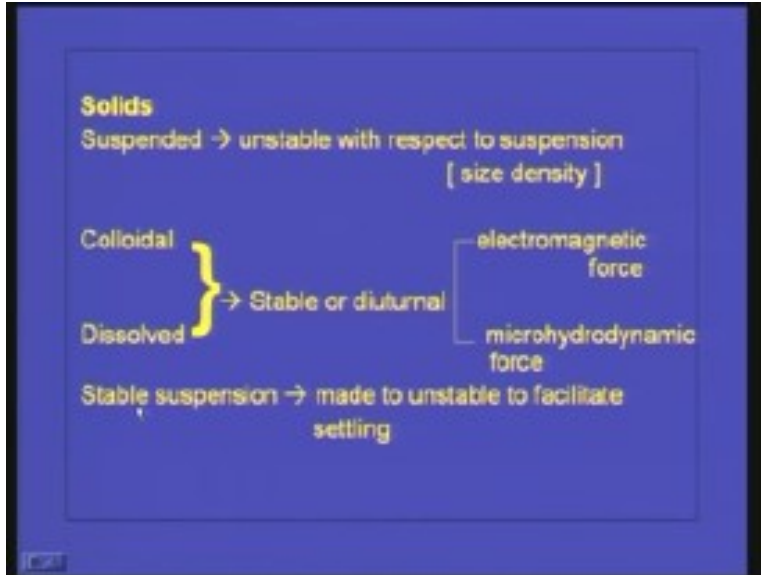 Solids
Suspended → unstable with respect to suspension
[ size density ]
Colloidal
electromagnetic
force
} → Stable or diuturnal
Dissolved
microhydrodynamic
force
Stable suspension → made to unstable to facilitate
settling